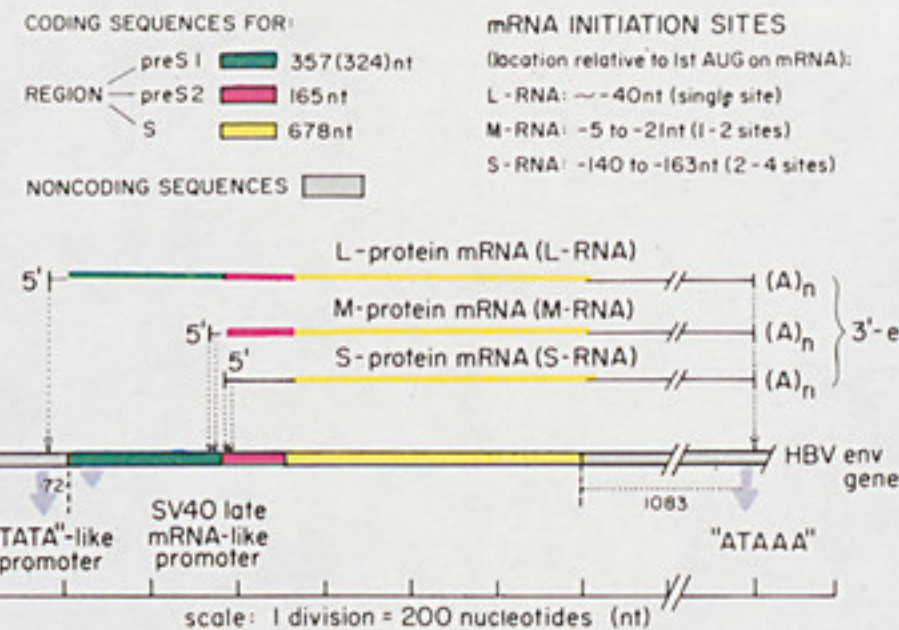 CODING SEQUENCES FOR:
REGION
preS1 357(324)nt
preS2 165nt
S 678nt
NONCODING SEQUENCES
mRNA INITIATION SITES
(location relative to 1st AUG on mRNA):
L-RNA: ~-40nt (single site)
M-RNA: -5 to -21nt (1-2 sites)
S-RNA: -140 to -163nt (2-4 sites)
L-protein mRNA (L-RNA)
5' (A)n
M-protein mRNA (M-RNA)
5' (A)n 3'-e
S-protein mRNA (S-RNA)
5' (A)n
HBV env
gene
72
1083
TATA"-like
promoter
SV40 late
mRNA-like
promoter
"ATAAA"
scale: 1 division = 200 nucleotides (nt)